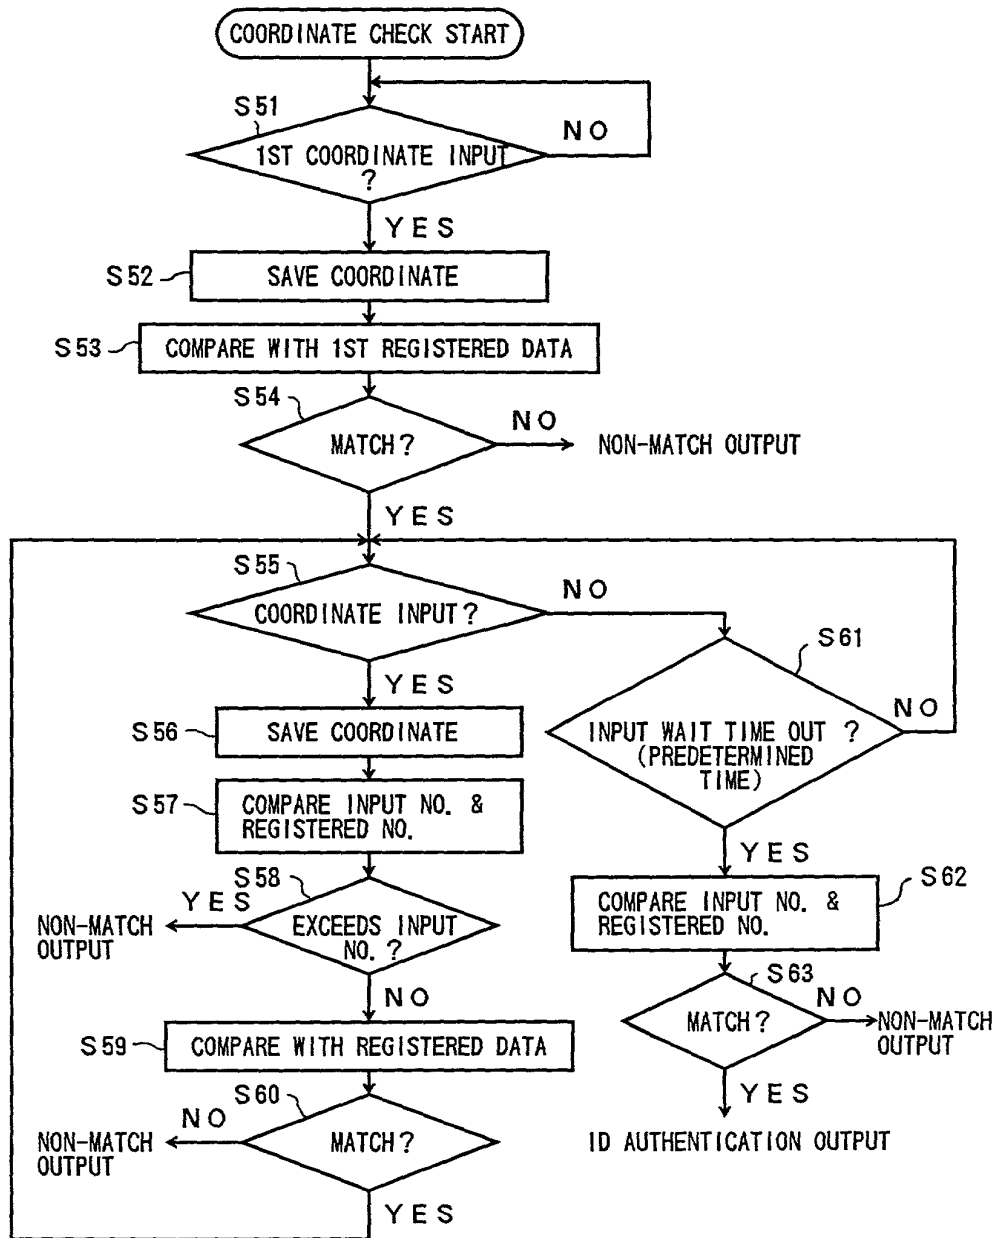 COORDINATE CHECK START
S51
1ST COORDINATE INPUT
?
NO
YES
S52
SAVE COORDINATE
S53
COMPARE WITH 1ST REGISTERED DATA
S54
MATCH?
NO
NON-MATCH OUTPUT
YES
S55
COORDINATE INPUT?
NO
YES
S61
INPUT WAIT TIME OUT ?
(PREDETERMINED
TIME)
NO
YES
S56
SAVE COORDINATE
S57
COMPARE INPUT NO. &
REGISTERED NO.
S58
EXCEEDS INPUT
NO. ?
YES
NON-MATCH
OUTPUT
NO
S62
COMPARE INPUT NO. &
REGISTERED NO.
S63
MATCH?
NO
NON-MATCH
OUTPUT
YES
ID AUTHENTICATION OUTPUT
S59
COMPARE WITH REGISTERED DATA
S60
MATCH?
NO
NON-MATCH
OUTPUT
YES